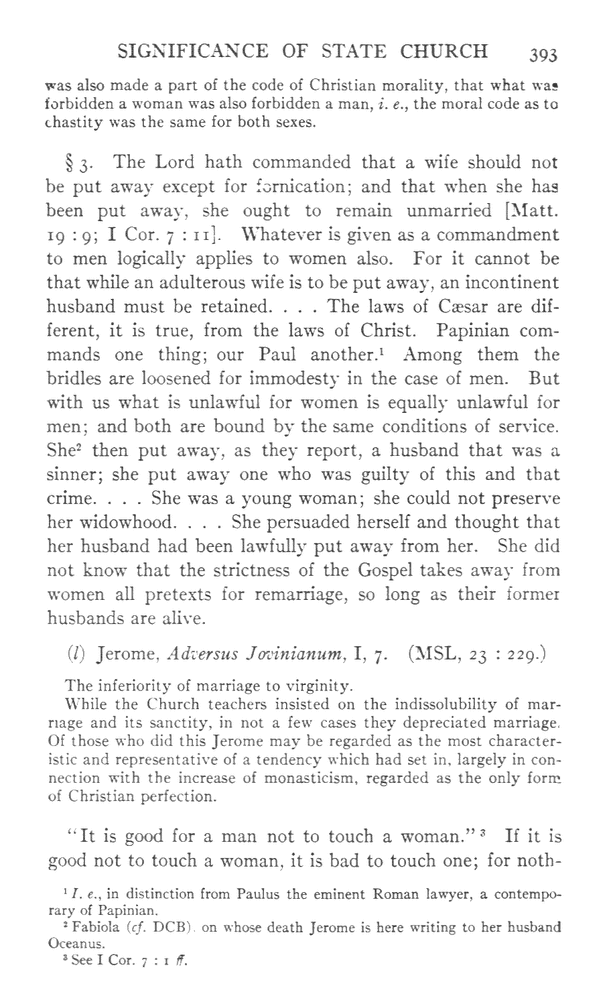 SIGNIFICANCE OF STATE CHURCH 393
was also made a part of the code of Christian morality, that what was
forbidden a woman was also forbidden a man, i. e., the moral code as to
chastity was the same for both sexes.
§ 3. The Lord hath commanded that a wife should not
be put away except for fornication; and that when she has
been put away, she ought to remain unmarried [Matt.
19 : 9; I Cor. 7 : 11]. Whatever is given as a commandment
to men logically applies to women also. For it cannot be
that while an adulterous wife is to be put away, an incontinent
husband must be retained. . . . The laws of Cæsar are dif-
ferent, it is true, from the laws of Christ. Papinian com-
mands one thing; our Paul another.¹ Among them the
bridles are loosened for immodesty in the case of men. But
with us what is unlawful for women is equally unlawful for
men; and both are bound by the same conditions of service.
She² then put away, as they report, a husband that was a
sinner; she put away one who was guilty of this and that
crime. . . . She was a young woman; she could not preserve
her widowhood. . . . She persuaded herself and thought that
her husband had been lawfully put away from her. She did
not know that the strictness of the Gospel takes away from
women all pretexts for remarriage, so long as their former
husbands are alive.
(l) Jerome, Adversus Jovinianum, I, 7. (MSL, 23 : 229.)
The inferiority of marriage to virginity.
While the Church teachers insisted on the indissolubility of mar-
riage and its sanctity, in not a few cases they depreciated marriage.
Of those who did this Jerome may be regarded as the most character-
istic and representative of a tendency which had set in, largely in con-
nection with the increase of monasticism, regarded as the only form
of Christian perfection.
"It is good for a man not to touch a woman." ³ If it is
good not to touch a woman, it is bad to touch one; for noth-
¹ I. e., in distinction from Paulus the eminent Roman lawyer, a contempo-
rary of Papinian.
² Fabiola (cf. DCB), on whose death Jerome is here writing to her husband
Oceanus.
³ See I Cor. 7 : 1 ff.